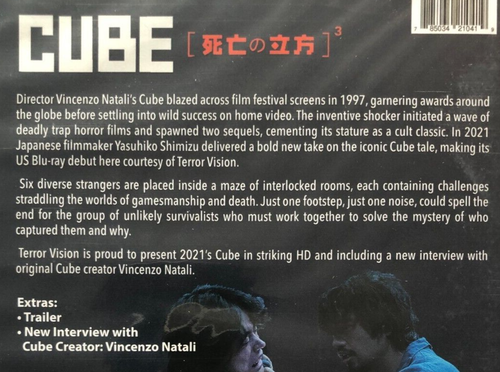 CUBE [死亡の立方]³
7 85034 21041 8
Director Vincenzo Natali's Cube blazed across film festival screens in 1997, garnering awards around
the globe before settling into wild success on home video. The inventive shocker initiated a wave of
deadly trap horror films and spawned two sequels, cementing its stature as a cult classic. In 2021
Japanese filmmaker Yasuhiko Shimizu delivered a bold new take on the iconic Cube tale, making its
US Blu-ray debut here courtesy of Terror Vision.
Six diverse strangers are placed inside a maze of interlocked rooms, each containing challenges
straddling the worlds of gamesmanship and death. Just one footstep, just one noise, could spell the
end for the group of unlikely survivalists who must work together to solve the mystery of who
captured them and why.
Terror Vision is proud to present 2021's Cube in striking HD and including a new interview with
original Cube creator Vincenzo Natali.
Extras:
• Trailer
• New Interview with
Cube Creator: Vincenzo Natali